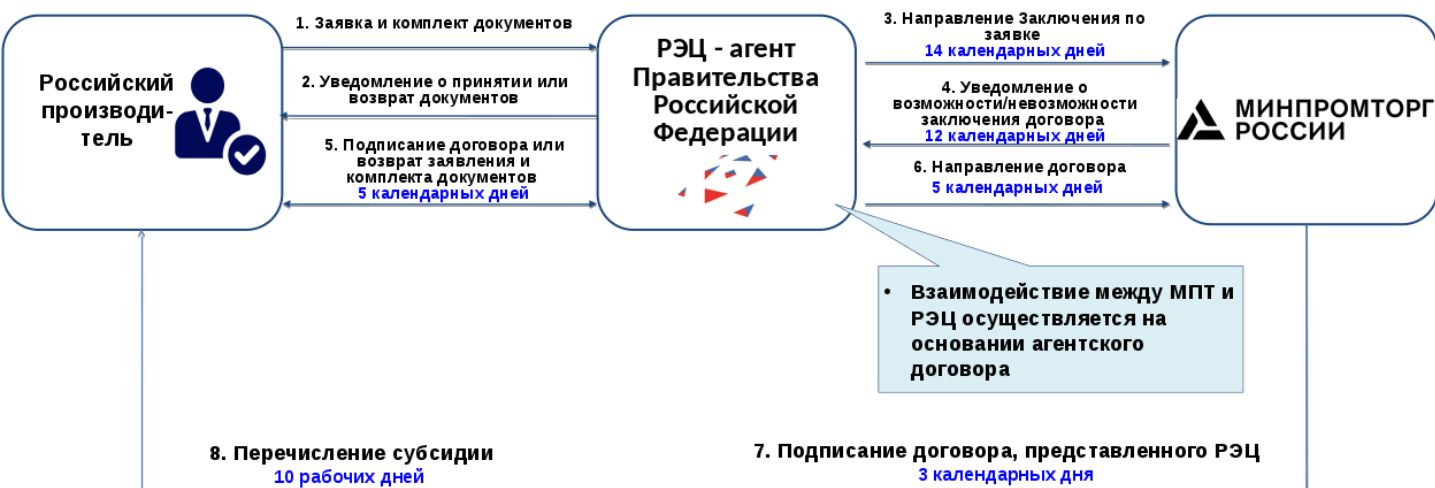 Российский
производи-
тель
1. Заявка и комплект документов
2. Уведомление о принятии или
возврат документов
5. Подписание договора или
возврат заявления и
комплекта документов
5 календарных дней
РЭЦ - агент
Правительства
Российской
Федерации
3. Направление Заключения по
заявке
14 календарных дней
4. Уведомление о
возможности/невозможности
заключения договора
12 календарных дней
6. Направление договора
5 календарных дней
МИНПРОМТОРГ
РОССИИ
• Взаимодействие между МПТ и
РЭЦ осуществляется на
основании агентского
договора
8. Перечисление субсидии
10 рабочих дней
7. Подписание договора, представленного РЭЦ
3 календарных дня